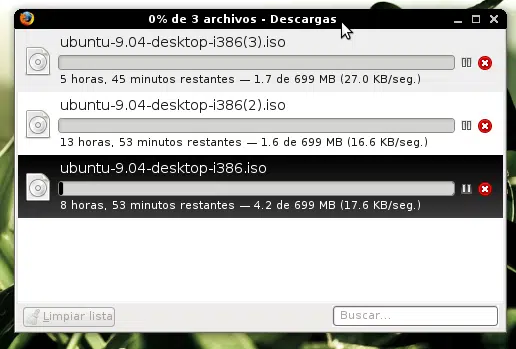 0% de 3 archivos - Descargas
ubuntu-9.04-desktop-i386(3).iso
5 horas, 45 minutos restantes — 1.7 de 699 MB (27.0 KB/seg.)
ubuntu-9.04-desktop-i386(2).iso
13 horas, 53 minutos restantes — 1.6 de 699 MB (16.6 KB/seg.)
ubuntu-9.04-desktop-i386.iso
8 horas, 53 minutos restantes — 4.2 de 699 MB (17.6 KB/seg.)
Limpiar lista
Buscar...